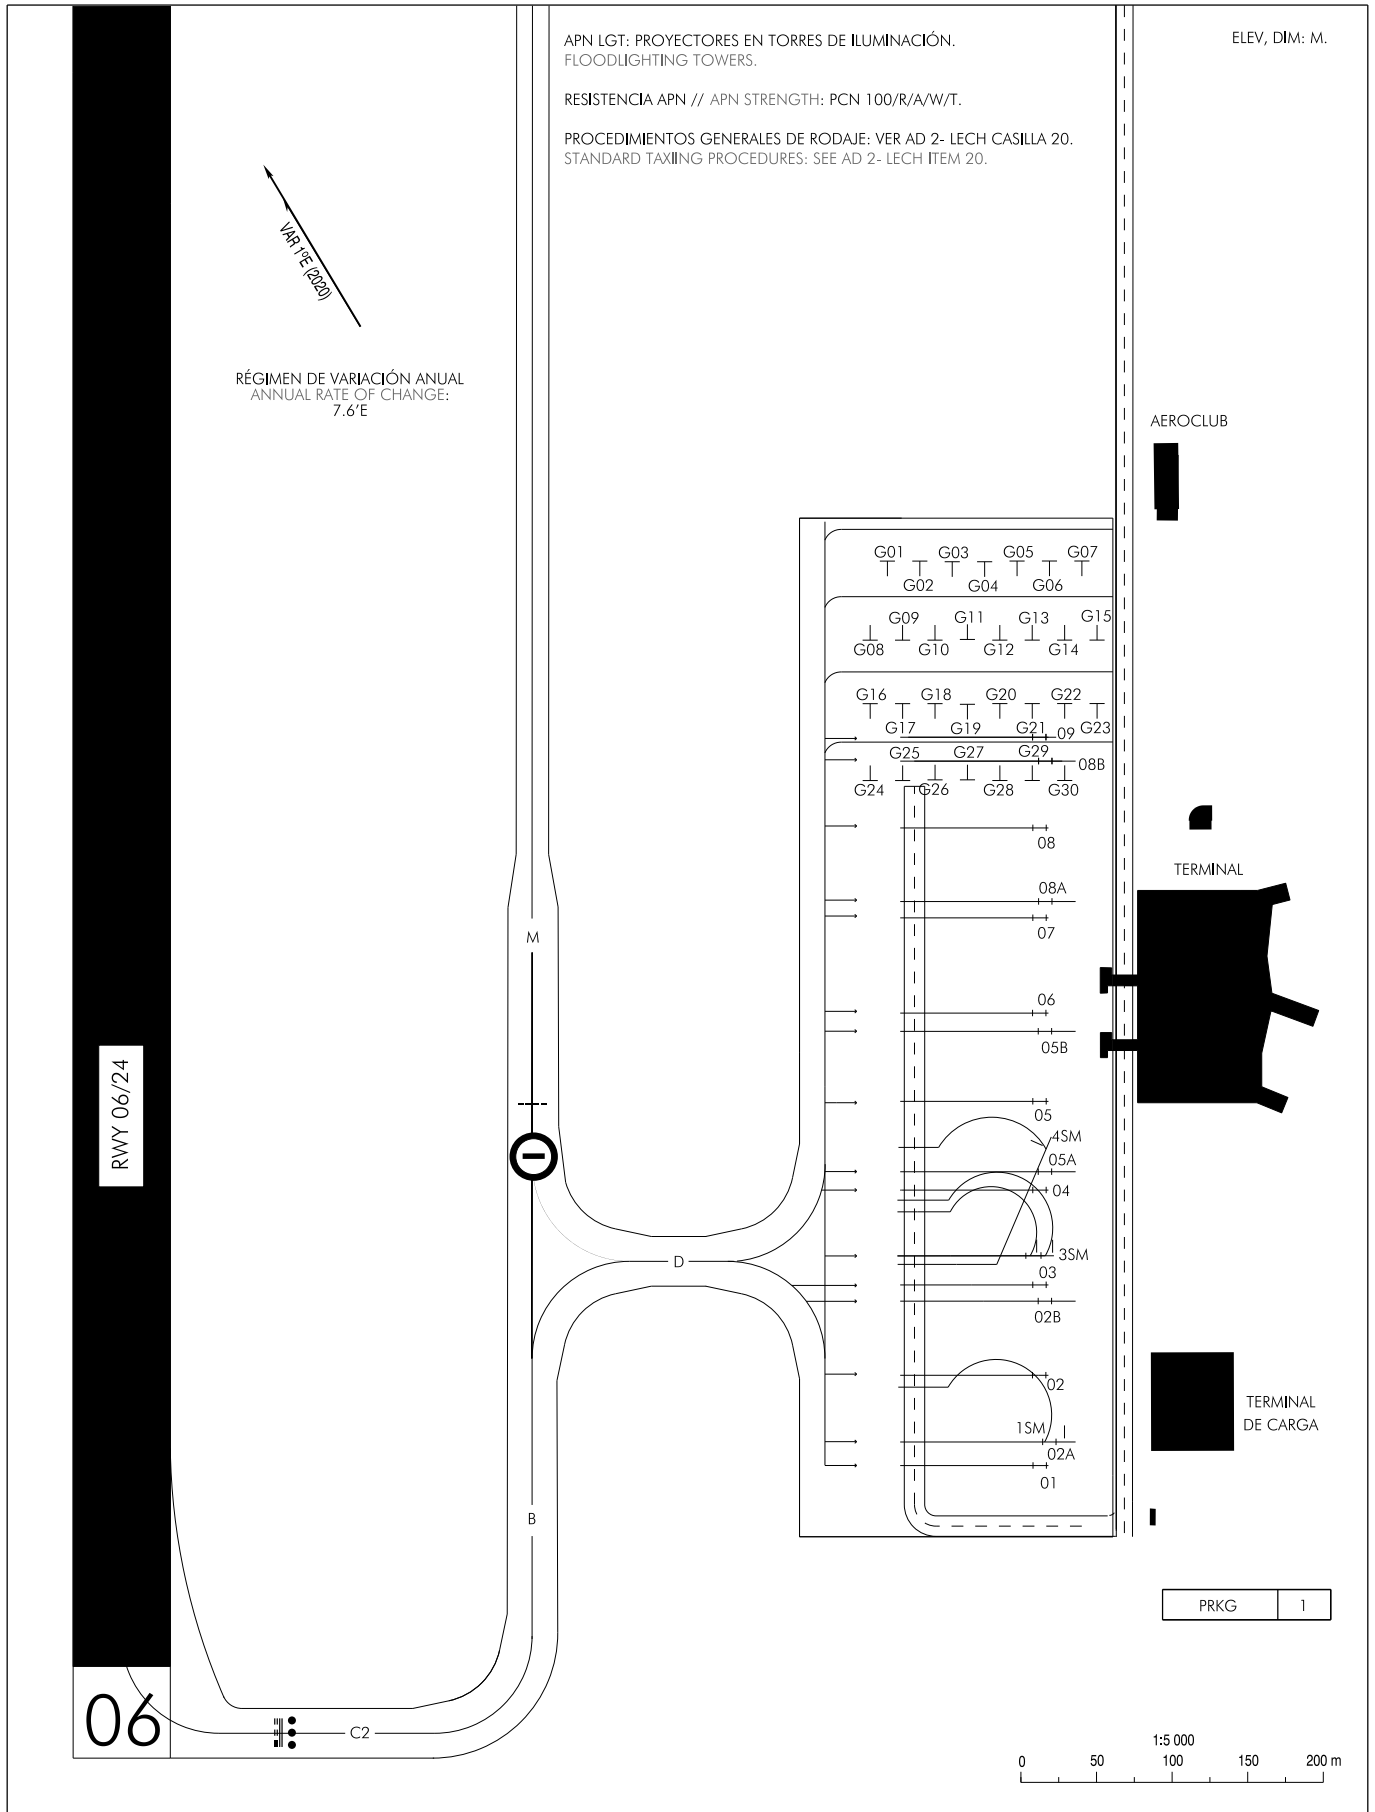 APN LGT: PROYECTORES EN TORRES DE ILUMINACIÓN.
FLOODLIGHTING TOWERS.
ELEV, DIM: M.
RESISTENCIA APN // APN STRENGTH: PCN 100/R/A/W/T.
PROCEDIMIENTOS GENERALES DE RODAJE: VER AD 2- LECH CASILLA 20.
STANDARD TAXIING PROCEDURES: SEE AD 2- LECH ITEM 20.
VAR 1ºE (2020)
RÉGIMEN DE VARIACIÓN ANUAL
ANNUAL RATE OF CHANGE:
7.6'E
AEROCLUB
G01 G03 G05 G07
G02 G04 G06
G09 G11 G13 G15
G08 G10 G12 G14
G16 G18 G20 G22
G17 G19 G21 G23
09
G25 G27 G29
08B
G24 G26 G28 G30
08
TERMINAL
08A
07
M
06
05B
RWY 06/24
05
4SM
05A
04
3SM
D
03
02B
02
TERMINAL
DE CARGA
1SM
02A
01
B
PRKG 1
06
C2
1:5 000
0 50 100 150 200 m